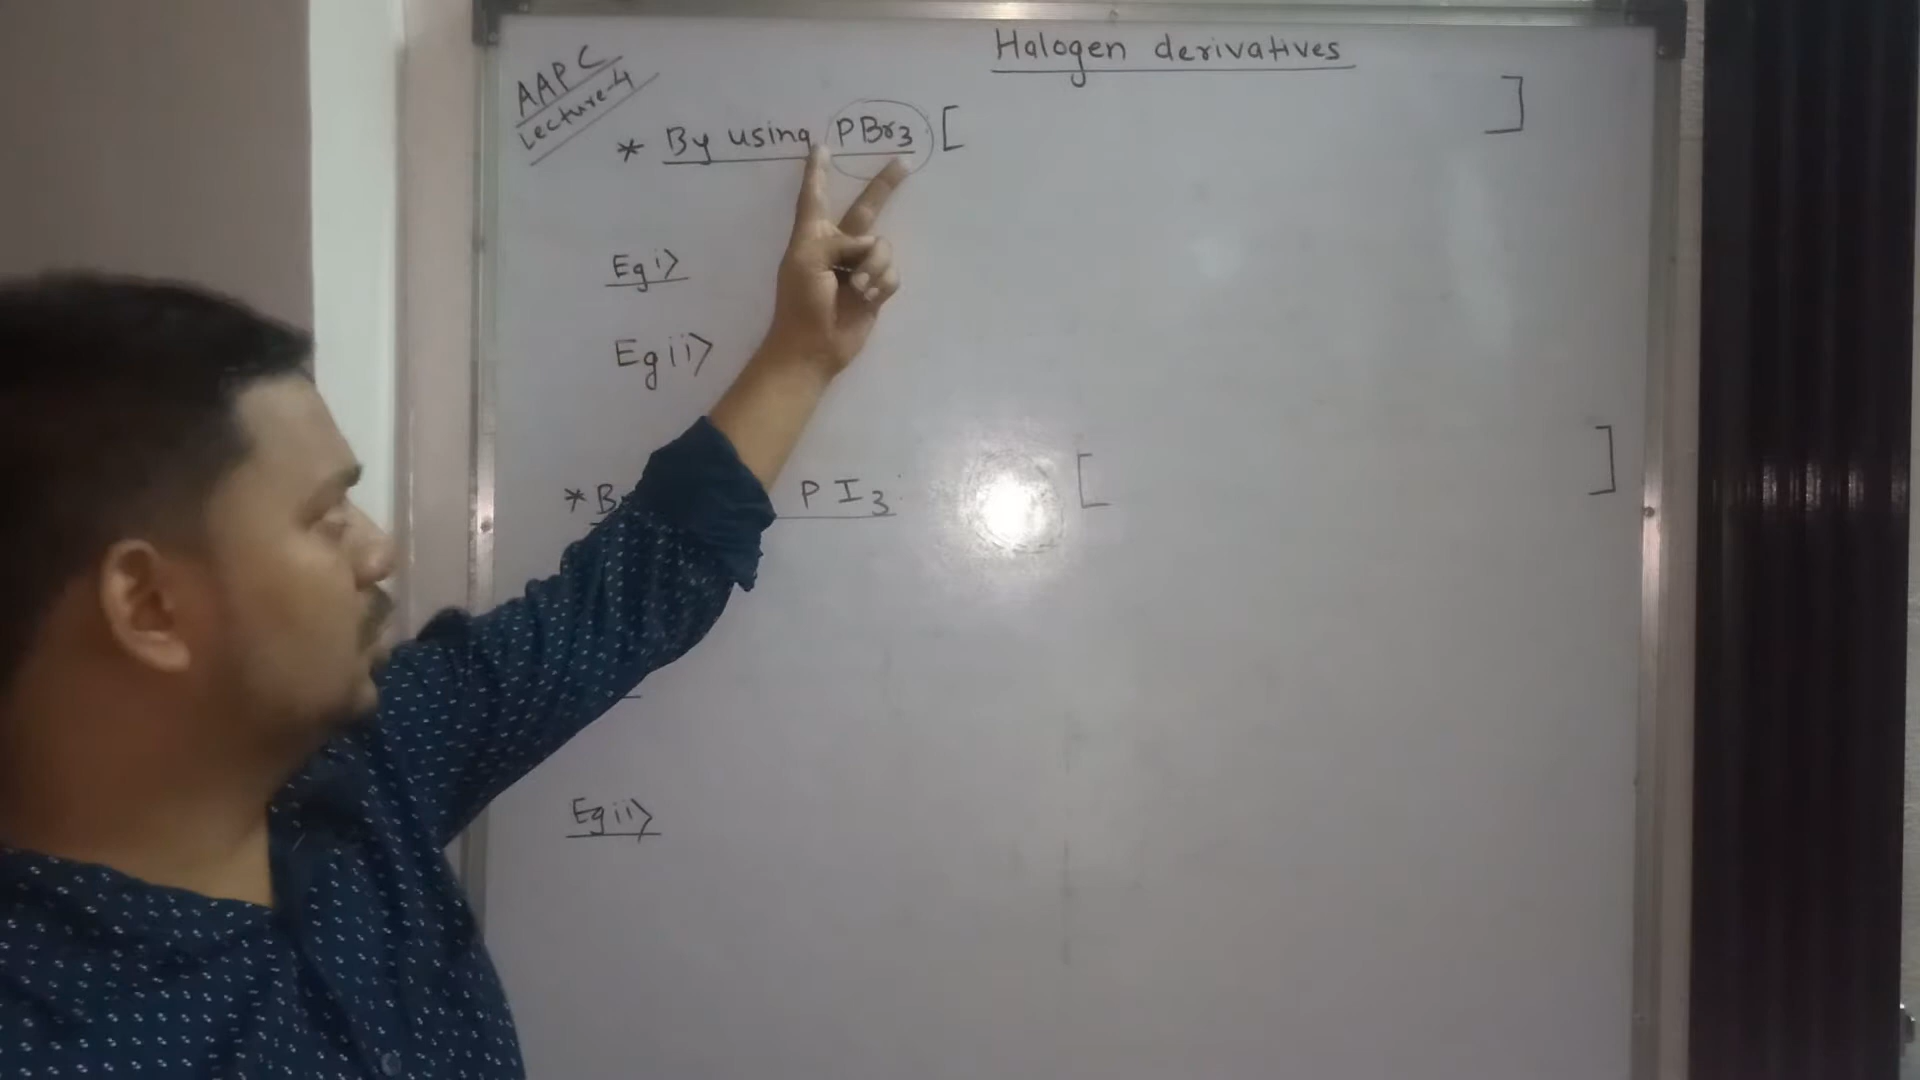 Halogen derivatives
AAPC
Lecture-4
* By using PBr3 [ ]
Eg i>
Eg ii>
* B PI3 [ ]
Eg ii>